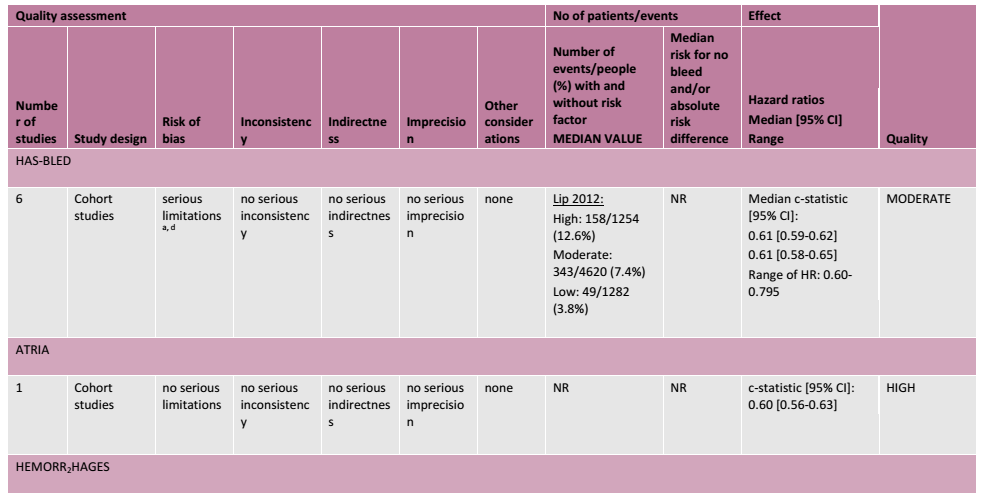 Quality assessment
No of patients/events
Effect
Numbe
r of
studies
Study design
Risk of
bias
Inconsistenc
y
Indirectne
ss
Imprecisio
n
Other
consider
ations
Number of
events/people
(%) with and
without risk
factor
MEDIAN VALUE
Median
risk for no
bleed
and/or
absolute
risk
difference
Hazard ratios
Median [95% CI]
Range
Quality
HAS-BLED
6
Cohort
studies
serious
limitations
a, d
no serious
inconsistenc
y
no serious
indirectnes
s
no serious
imprecisio
n
none
Lip 2012:
High: 158/1254
(12.6%)
Moderate:
343/4620 (7.4%)
Low: 49/1282
(3.8%)
NR
Median c-statistic
[95% CI]:
0.61 [0.59-0.62]
0.61 [0.58-0.65]
Range of HR: 0.60-
0.795
MODERATE
ATRIA
1
Cohort
studies
no serious
limitations
no serious
inconsistenc
y
no serious
indirectnes
s
no serious
imprecisio
n
none
NR
NR
c-statistic [95% CI]:
0.60 [0.56-0.63]
HIGH
HEMORR₂HAGES